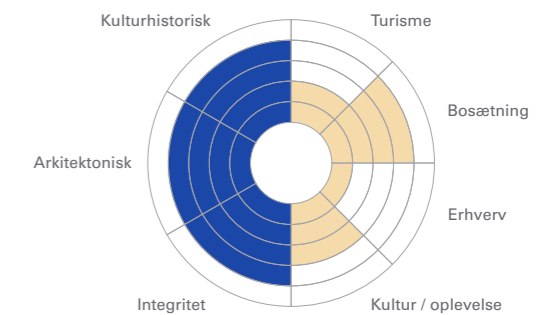 Kulturhistorisk
Turisme
Bosætning
Arkitektonisk
Erhverv
Integritet
Kultur / oplevelse